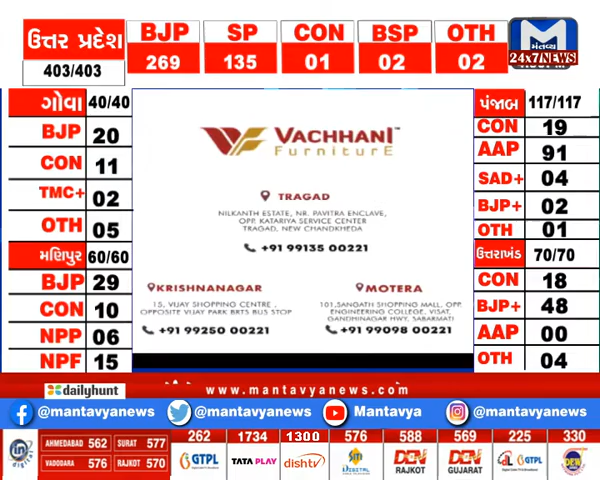 ઉત્તર પ્રદેશ
403/403
BJP SP CON BSP OTH
269 135 01 02 02
મંતવ્ય
24x7NEWS
ગોવા 40/40
BJP 20
CON 11
TMC+ 02
OTH 05
મણિપુર 60/60
BJP 29
CON 10
NPP 06
NPF 15
VACHHANI™
FURNITURE
TRAGAD
NILKANTH ESTATE, NR. PAVITRA ENCLAVE,
OPP. KATARIYA SERVICE CENTER
TRAGAD, NEW CHANDKHEDA
+91 99135 00221
KRISHNANAGAR
15, VIJAY SHOPPING CENTRE ,
OPPOSITE VIJAY PARK BRTS BUS STOP
+91 99250 00221
MOTERA
101,SANGATH SHOPPING MALL, OPP.
ENGINEERING COLLEGE, VISAT,
GANDHINAGAR HWY, SABARMATI
+91 99098 00221
પંજાબ 117/117
CON 19
AAP 91
SAD+ 04
BJP+ 02
OTH 01
ઉત્તરાખંડ 70/70
CON 18
BJP+ 48
AAP 00
OTH 04
dailyhunt
www.mantavyanews.com
@mantavyanews @mantavyanews Mantavya @mantavyanews
in digital
AHMEDABAD 562 SURAT 577
VADODARA 576 RAJKOT 570
262 1734 1300 576 588 569 225 330
GTPL TATA PLAY dishtv DIGITAL DEN RAJKOT DEN GUJARAT GTPL DEW